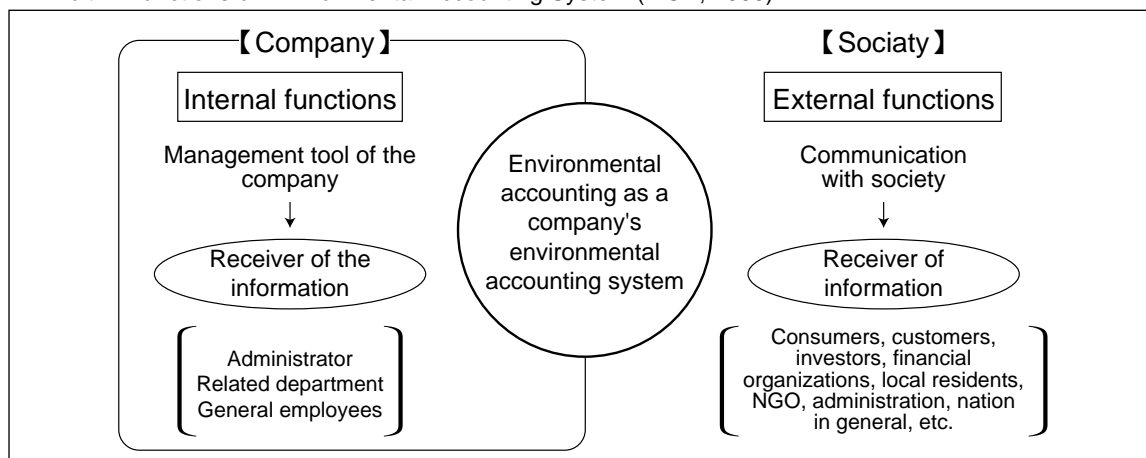 【Company】
Internal functions
Management tool of the
company
Receiver of the
information
Administrator
Related department
General employees
Environmental
accounting as a
company's
environmental
accounting system
【Sociaty】
External functions
Communication
with society
Receiver of
information
Consumers, customers,
investors, financial
organizations, local residents,
NGO, administration, nation
in general, etc.